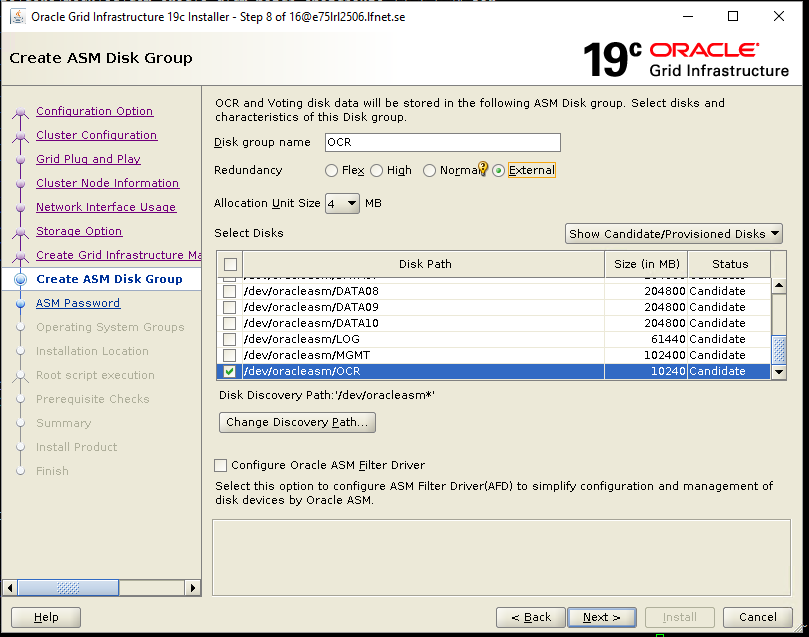 Oracle Grid Infrastructure 19c Installer - Step 8 of 16@e75lrl2506.lfnet.se
Create ASM Disk Group
19c ORACLE
Grid Infrastructure
Configuration Option
Cluster Configuration
Grid Plug and Play
Cluster Node Information
Network Interface Usage
Storage Option
Create Grid Infrastructure Ma
Create ASM Disk Group
ASM Password
Operating System Groups
Installation Location
Root script execution
Prerequisite Checks
Summary
Install Product
Finish
OCR and Voting disk data will be stored in the following ASM Disk group. Select disks and
characteristics of this Disk group.
Disk group name OCR
Redundancy Flex High Normal External
Allocation Unit Size 4 MB
Select Disks Show Candidate/Provisioned Disks
Disk Path Size (in MB) Status
/dev/oracleasm/DATA08 204800 Candidate
/dev/oracleasm/DATA09 204800 Candidate
/dev/oracleasm/DATA10 204800 Candidate
/dev/oracleasm/LOG 61440 Candidate
/dev/oracleasm/MGMT 102400 Candidate
/dev/oracleasm/OCR 10240 Candidate
Disk Discovery Path:'/dev/oracleasm*'
Change Discovery Path...
Configure Oracle ASM Filter Driver
Select this option to configure ASM Filter Driver(AFD) to simplify configuration and management of
disk devices by Oracle ASM.
Help < Back Next > Install Cancel